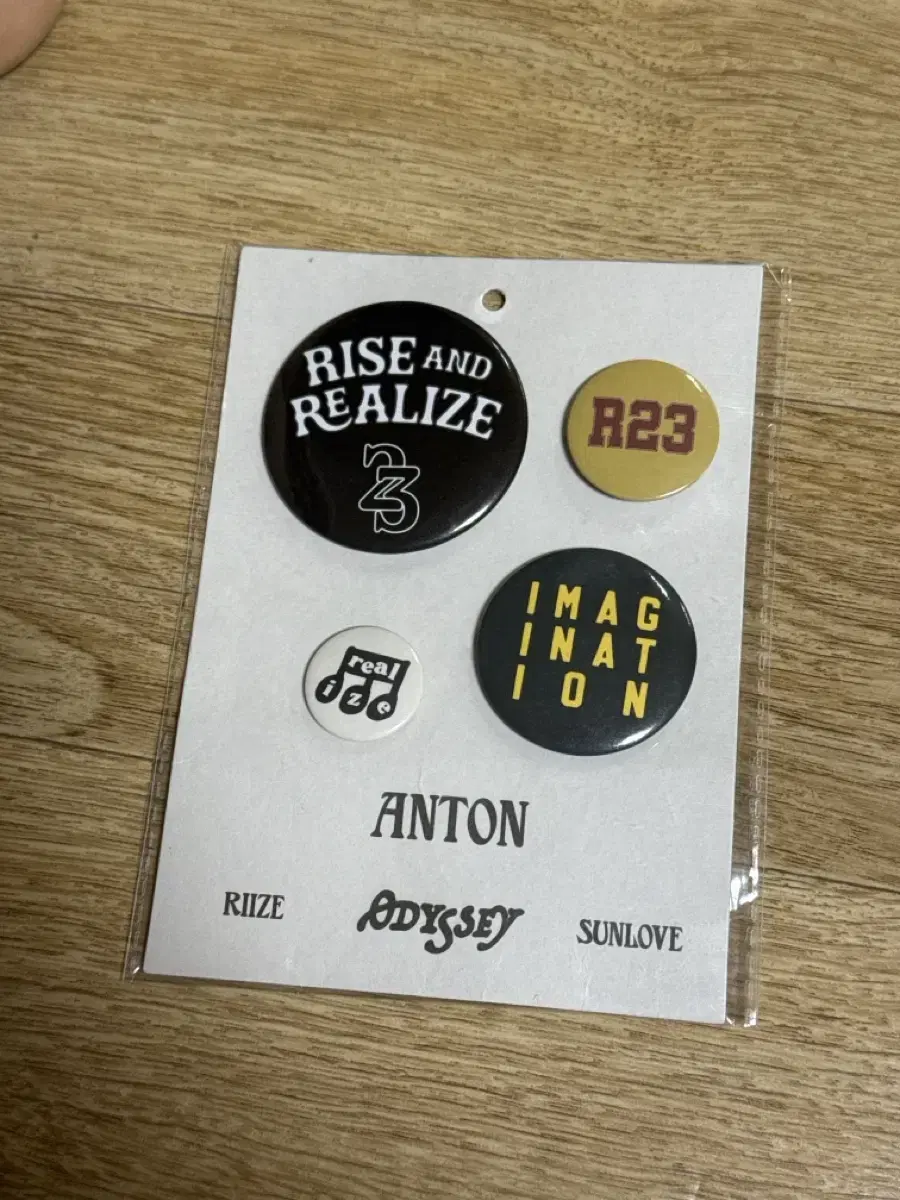 RISE AND
REALIZE
23
R23
real
ize
IMAG
INAT
ION
ANTON
RIIZE
ODYSSEY
SUNLOVE